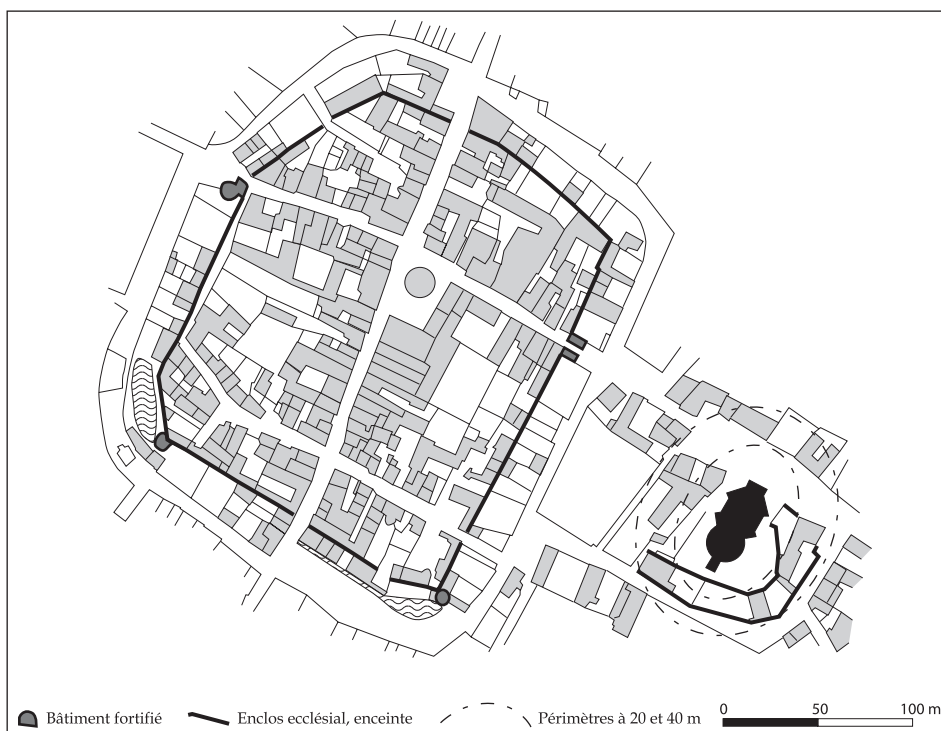 Bâtiment fortifié
Enclos ecclésial, enceinte
Périmètres à 20 et 40 m
0 50 100 m